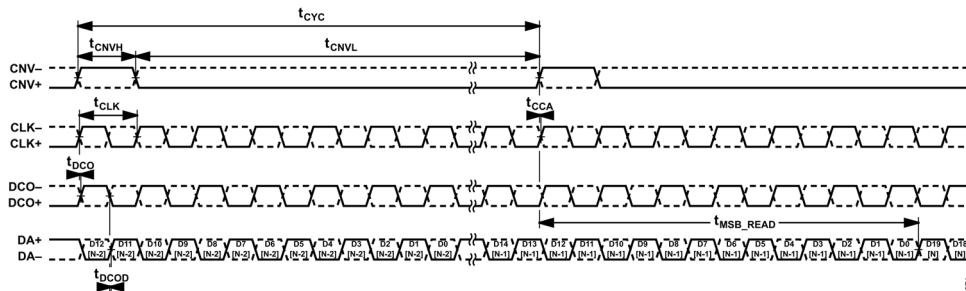 tCYC
tCNVH tCNVL
CNV–
CNV+
tCLK tCCA
CLK–
CLK+
tDCO
DCO–
DCO+
tMSB_READ
DA+ D12 D11 D10 D9 D8 D7 D6 D5 D4 D3 D2 D1 D0 D14 D13 D12 D11 D10 D9 D8 D7 D6 D5 D4 D3 D2 D1 D0 D19 D18
DA– [N-2] [N-2] [N-2] [N-2] [N-2] [N-2] [N-2] [N-2] [N-2] [N-2] [N-2] [N-2] [N-2] [N-1] [N-1] [N-1] [N-1] [N-1] [N-1] [N-1] [N-1] [N-1] [N-1] [N-1] [N-1] [N-1] [N-1] [N-1] [N] [N]
tDCOD